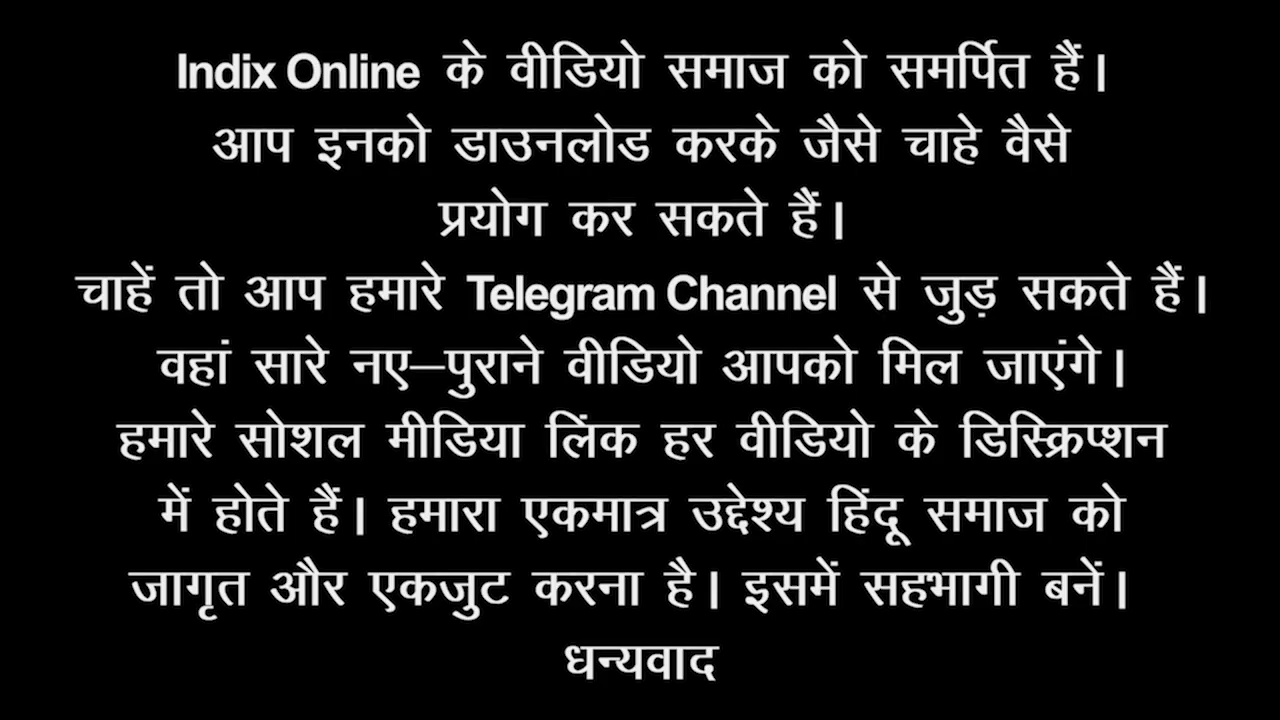 Indix Online के वीडियो समाज को समर्पित हैं।
आप इनको डाउनलोड करके जैसे चाहे वैसे
प्रयोग कर सकते हैं।
चाहें तो आप हमारे Telegram Channel से जुड़ सकते हैं।
वहां सारे नए–पुराने वीडियो आपको मिल जाएंगे।
हमारे सोशल मीडिया लिंक हर वीडियो के डिस्क्रिप्शन
में होते हैं। हमारा एकमात्र उद्देश्य हिंदू समाज को
जागृत और एकजुट करना है। इसमें सहभागी बनें।
धन्यवाद